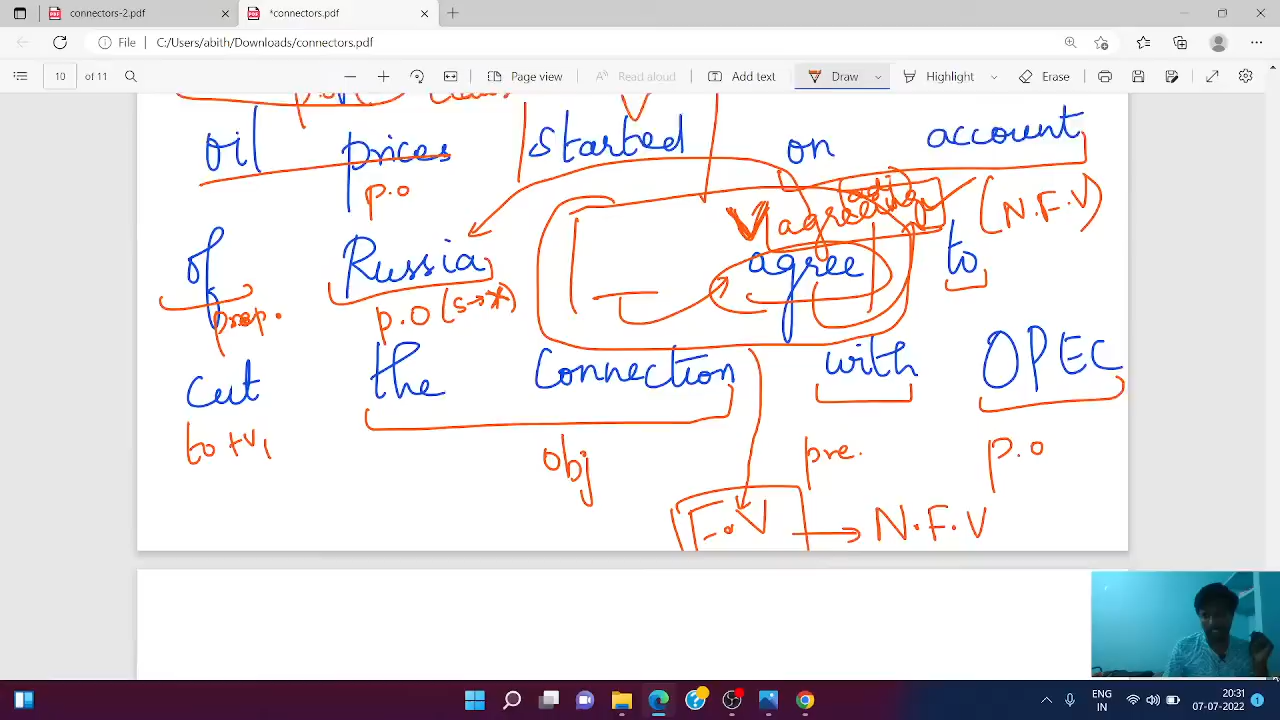 connectors-2.pdf
*connectors.pdf
File C:/Users/abith/Downloads/connectors.pdf
10 of 11
Page view
Read aloud
Add text
Draw
Highlight
Erase
oil prices started on account
p.o
agreeing (N.F.V)
of Russia agree to
prep. p.o (s→
cut the Connection with OPEC
to +v1 obj pre. p.o
F.V → N.F.V
ENG
IN
20:31
07-07-2022
1